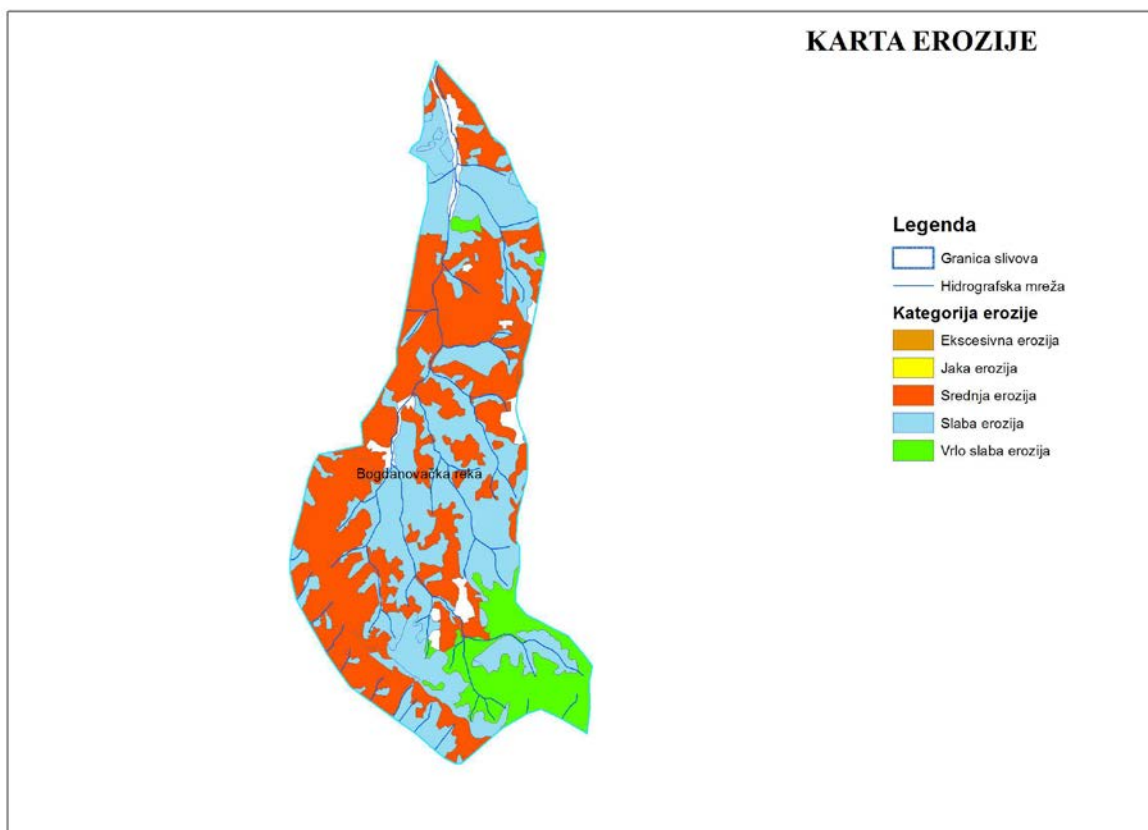 KARTA EROZIJE
Legenda
Granica slivova
Hidrografska mreža
Kategorija erozije
Ekscesivna erozija
Jaka erozija
Srednja erozija
Slaba erozija
Vrlo slaba erozija
Bogdanovačka reka